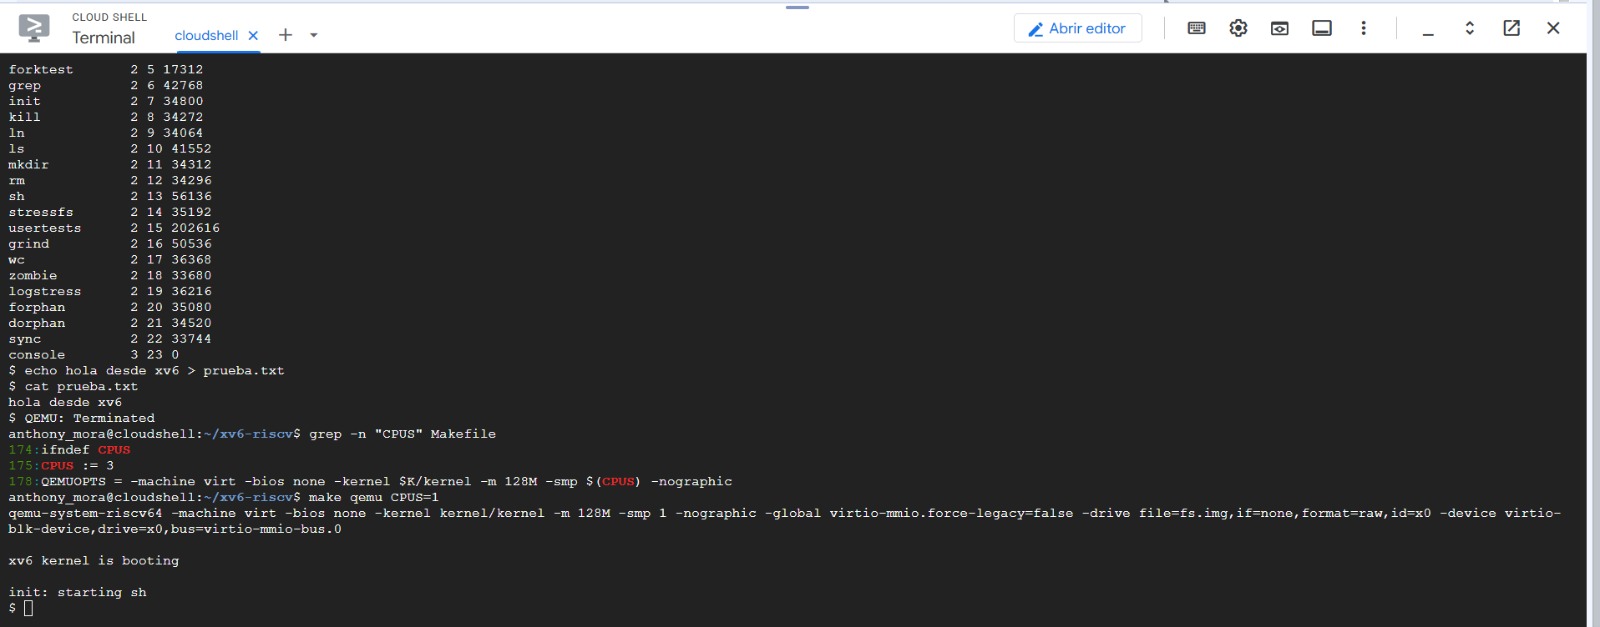 CLOUD SHELL
Terminal
cloudshell
Abrir editor
forktest 2 5 17312
grep 2 6 42768
init 2 7 34800
kill 2 8 34272
ln 2 9 34064
ls 2 10 41552
mkdir 2 11 34312
rm 2 12 34296
sh 2 13 56136
stressfs 2 14 35192
usertests 2 15 202616
grind 2 16 50536
wc 2 17 36368
zombie 2 18 33680
logstress 2 19 36216
forphan 2 20 35080
dorphan 2 21 34520
sync 2 22 33744
console 3 23 0
$ echo hola desde xv6 > prueba.txt
$ cat prueba.txt
hola desde xv6
$ QEMU: Terminated
anthony_mora@cloudshell:~/xv6-riscv$ grep -n "CPUS" Makefile
174:ifndef CPUS
175:CPUS := 3
178:QEMUOPTS = -machine virt -bios none -kernel $K/kernel -m 128M -smp $(CPUS) -nographic
anthony_mora@cloudshell:~/xv6-riscv$ make qemu CPUS=1
qemu-system-riscv64 -machine virt -bios none -kernel kernel/kernel -m 128M -smp 1 -nographic -global virtio-mmio.force-legacy=false -drive file=fs.img,if=none,format=raw,id=x0 -device virtio-
blk-device,drive=x0,bus=virtio-mmio-bus.0
xv6 kernel is booting
init: starting sh
$